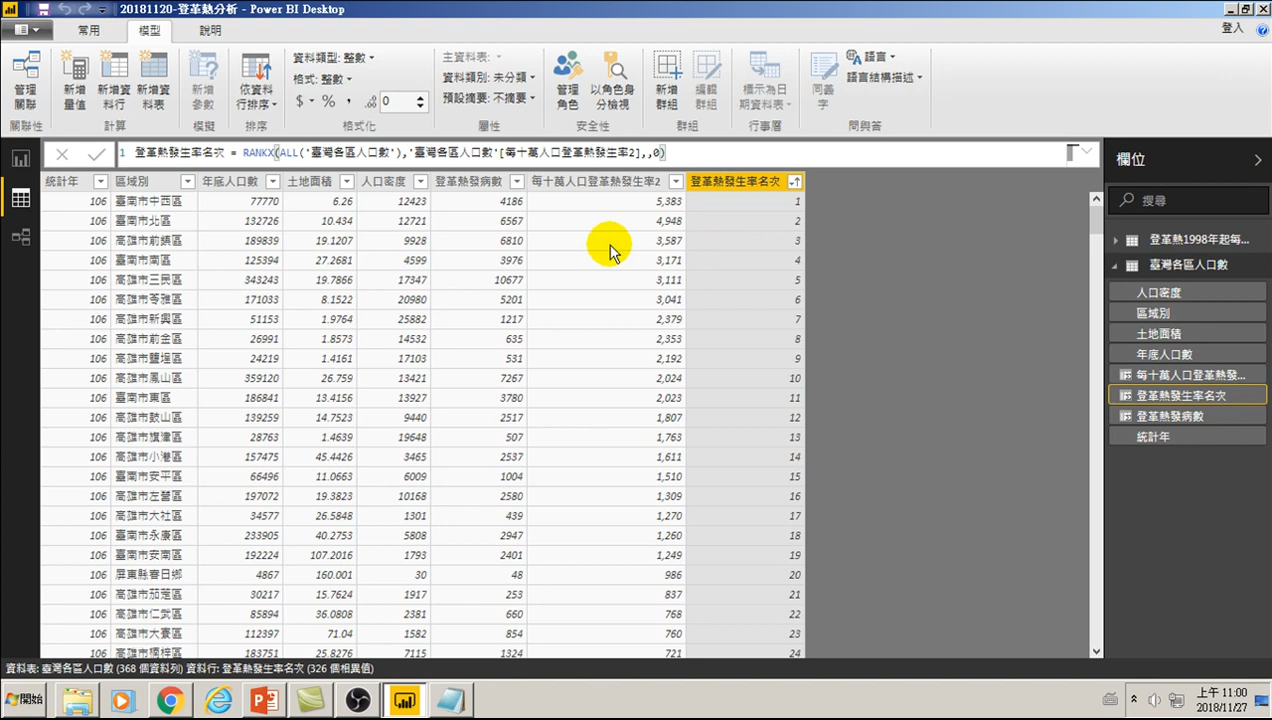 20181120-登革熱分析 - Power BI Desktop
常用 模型 說明 登入
管理關聯 新增量值 新增資料行 新增資料表 新增參數 依資料行排序
資料類型: 整數
格式: 整數
$ % , .00 0
主資料表:
資料類別: 未分類
預設摘要: 不摘要
管理角色 以角色身分檢視 新增群組 編輯群組 標示為日期資料表 同義字
語言
語言結構描述
關聯性 計算 模擬 排序 格式化 屬性 安全性 群組 行事曆 問與答
1 登革熱發生率名次 = RANKX(ALL('臺灣各區人口數'),'臺灣各區人口數'[每十萬人口登革熱發生率2],,0)
統計年 區域別 年底人口數 土地面積 人口密度 登革熱發病數 每十萬人口登革熱發生率2 登革熱發生率名次
106 臺南市中西區 77770 6.26 12423 4186 5,383 1
106 臺南市北區 132726 10.434 12721 6567 4,948 2
106 高雄市前鎮區 189839 19.1207 9928 6810 3,587 3
106 臺南市南區 125394 27.2681 4599 3976 3,171 4
106 高雄市三民區 343243 19.7866 17347 10677 3,111 5
106 高雄市苓雅區 171033 8.1522 20980 5201 3,041 6
106 高雄市新興區 51153 1.9764 25882 1217 2,379 7
106 高雄市前金區 26991 1.8573 14532 635 2,353 8
106 高雄市鹽埕區 24219 1.4161 17103 531 2,192 9
106 高雄市鳳山區 359120 26.759 13421 7267 2,024 10
106 臺南市東區 186841 13.4156 13927 3780 2,023 11
106 高雄市鼓山區 139259 14.7523 9440 2517 1,807 12
106 高雄市旗津區 28763 1.4639 19648 507 1,763 13
106 高雄市小港區 157475 45.4426 3465 2537 1,611 14
106 臺南市安平區 66496 11.0663 6009 1004 1,510 15
106 高雄市左營區 197072 19.3823 10168 2580 1,309 16
106 高雄市大社區 34577 26.5848 1301 439 1,270 17
106 臺南市永康區 233905 40.2753 5808 2947 1,260 18
106 臺南市安南區 192224 107.2016 1793 2401 1,249 19
106 屏東縣春日鄉 4867 160.001 30 48 986 20
106 高雄市茄萣區 30217 15.7624 1917 253 837 21
106 高雄市仁武區 85894 36.0808 2381 660 768 22
106 高雄市大寮區 112397 71.04 1582 854 760 23
106 高雄市楠梓區 183751 25.8276 7115 1324 721 24
欄位
搜尋
登革熱1998年起每...
臺灣各區人口數
人口密度
區域別
土地面積
年底人口數
每十萬人口登革熱發...
登革熱發生率名次
登革熱發病數
統計年
資料表: 臺灣各區人口數 (368 個資料列) 資料行: 登革熱發生率名次 (326 個相異值)
開始
上午 11:00
2018/11/27